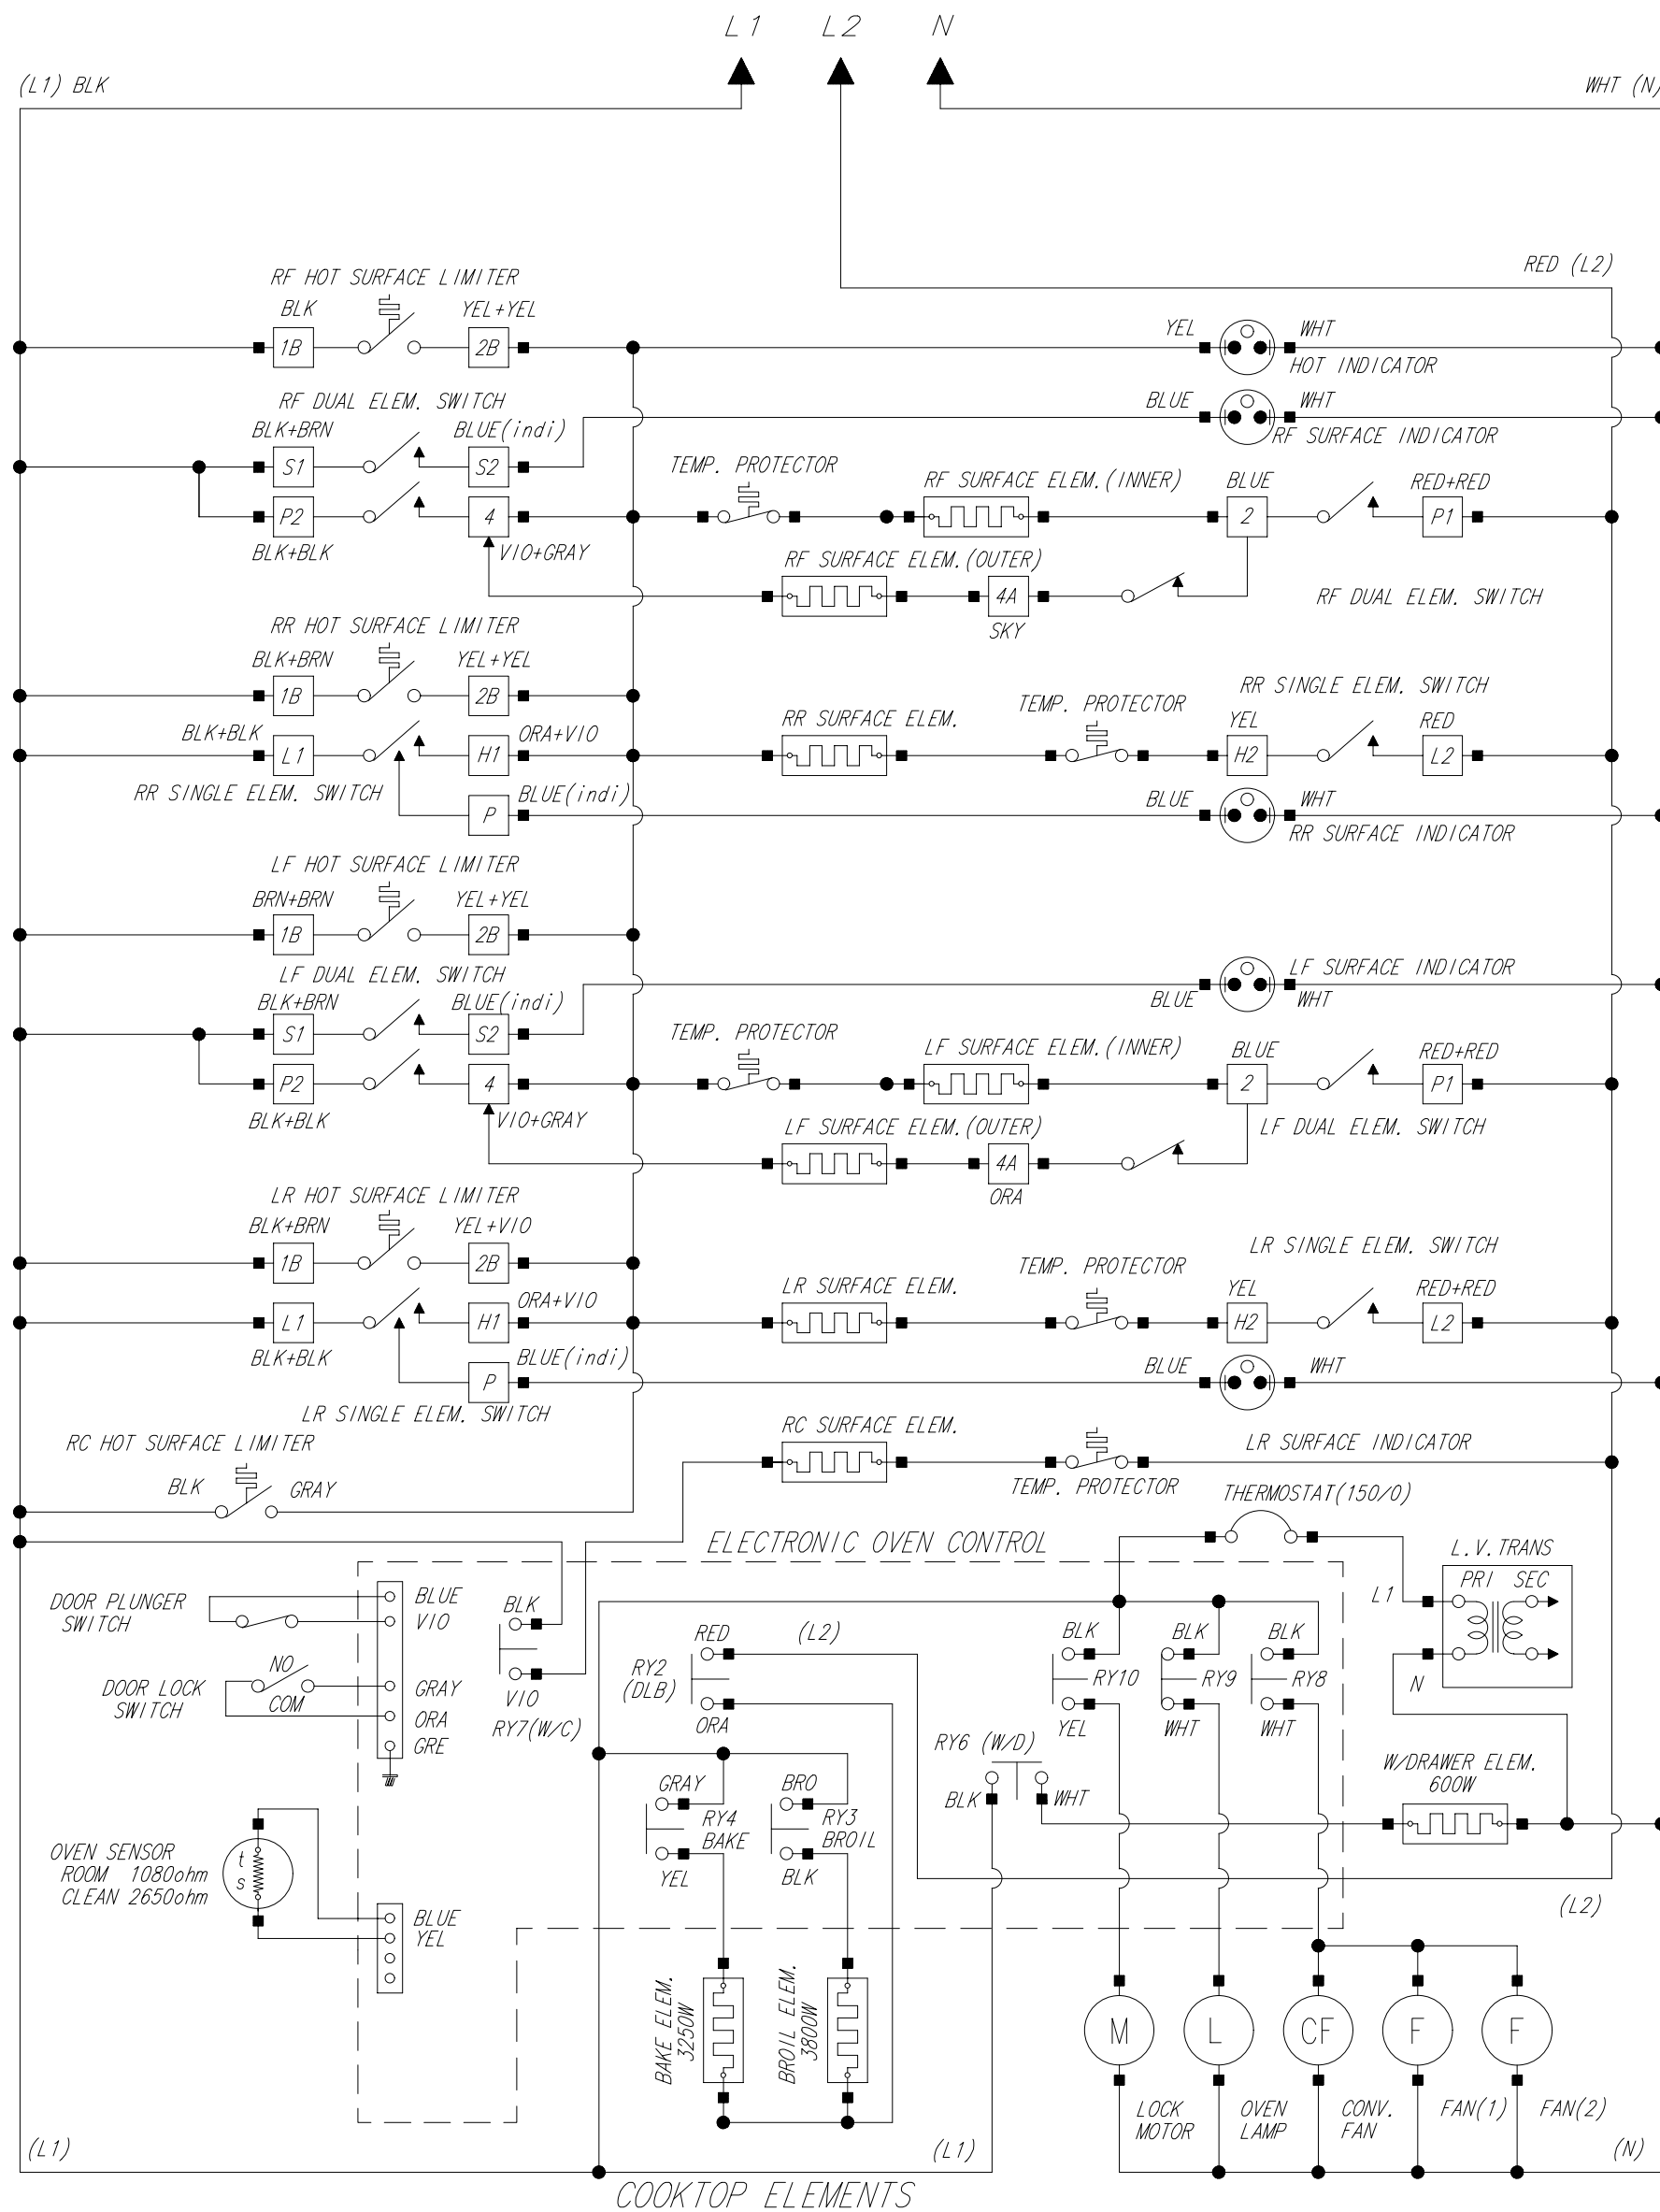 L1 L2 N
(L1) BLK
WHT (N)
RED (L2)
RF HOT SURFACE LIMITER
BLK YEL+YEL
1B 2B
YEL WHT
HOT INDICATOR
RF DUAL ELEM. SWITCH
BLK+BRN BLUE(indi)
S1 S2
BLUE WHT
RF SURFACE INDICATOR
P2 4
BLK+BLK VIO+GRAY
TEMP. PROTECTOR
RF SURFACE ELEM.(INNER)
BLUE RED+RED
2 P1
RF SURFACE ELEM.(OUTER)
4A
SKY
RF DUAL ELEM. SWITCH
RR HOT SURFACE LIMITER
BLK+BRN YEL+YEL
1B 2B
BLK+BLK ORA+VIO
L1 H1
RR SINGLE ELEM. SWITCH
BLUE(indi)
P
RR SURFACE ELEM.
TEMP. PROTECTOR
RR SINGLE ELEM. SWITCH
YEL RED
H2 L2
BLUE WHT
RR SURFACE INDICATOR
LF HOT SURFACE LIMITER
BRN+BRN YEL+YEL
1B 2B
LF DUAL ELEM. SWITCH
BLK+BRN BLUE(indi)
S1 S2
LF SURFACE INDICATOR
BLUE WHT
P2 4
BLK+BLK VIO+GRAY
TEMP. PROTECTOR
LF SURFACE ELEM.(INNER)
BLUE RED+RED
2 P1
LF SURFACE ELEM.(OUTER)
4A
ORA
LF DUAL ELEM. SWITCH
LR HOT SURFACE LIMITER
BLK+BRN YEL+VIO
1B 2B
ORA+VIO
L1 H1
BLK+BLK BLUE(indi)
P
LR SINGLE ELEM. SWITCH
LR SURFACE ELEM.
TEMP. PROTECTOR
LR SINGLE ELEM. SWITCH
YEL RED+RED
H2 L2
BLUE WHT
LR SURFACE INDICATOR
RC HOT SURFACE LIMITER
BLK GRAY
RC SURFACE ELEM.
TEMP. PROTECTOR
THERMOSTAT(150/0)
ELECTRONIC OVEN CONTROL
L.V.TRANS
PRI SEC
L1
N
DOOR PLUNGER
SWITCH
BLUE
VIO
DOOR LOCK
SWITCH
NO
COM
GRAY
ORA
GRE
BLK
VIO
RY7(W/C)
RED (L2)
RY2
(DLB)
ORA
BLK BLK BLK
RY10 RY9 RY8
YEL WHT WHT
RY6 (W/D)
BLK WHT
W/DRAWER ELEM.
600W
GRAY BRO
RY4
BAKE
RY3
BROIL
YEL BLK
OVEN SENSOR
ROOM 1080ohm
CLEAN 2650ohm
t
s
BLUE
YEL
(L2)
BAKE ELEM.
3250W
BROIL ELEM.
3800W
M L CF F F
LOCK
MOTOR
OVEN
LAMP
CONV.
FAN
FAN(1)
FAN(2)
(L1) (L1) (N)
COOKTOP ELEMENTS